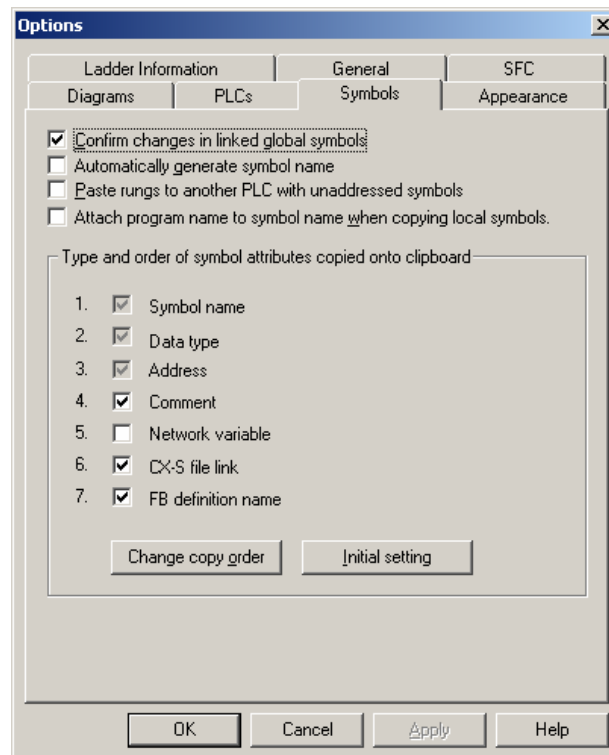 Options
Ladder Information General SFC
Diagrams PLCs Symbols Appearance
Confirm changes in linked global symbols
Automatically generate symbol name
Paste rungs to another PLC with unaddressed symbols
Attach program name to symbol name when copying local symbols.
Type and order of symbol attributes copied onto clipboard
1. Symbol name
2. Data type
3. Address
4. Comment
5. Network variable
6. CX-S file link
7. FB definition name
Change copy order Initial setting
OK Cancel Apply Help